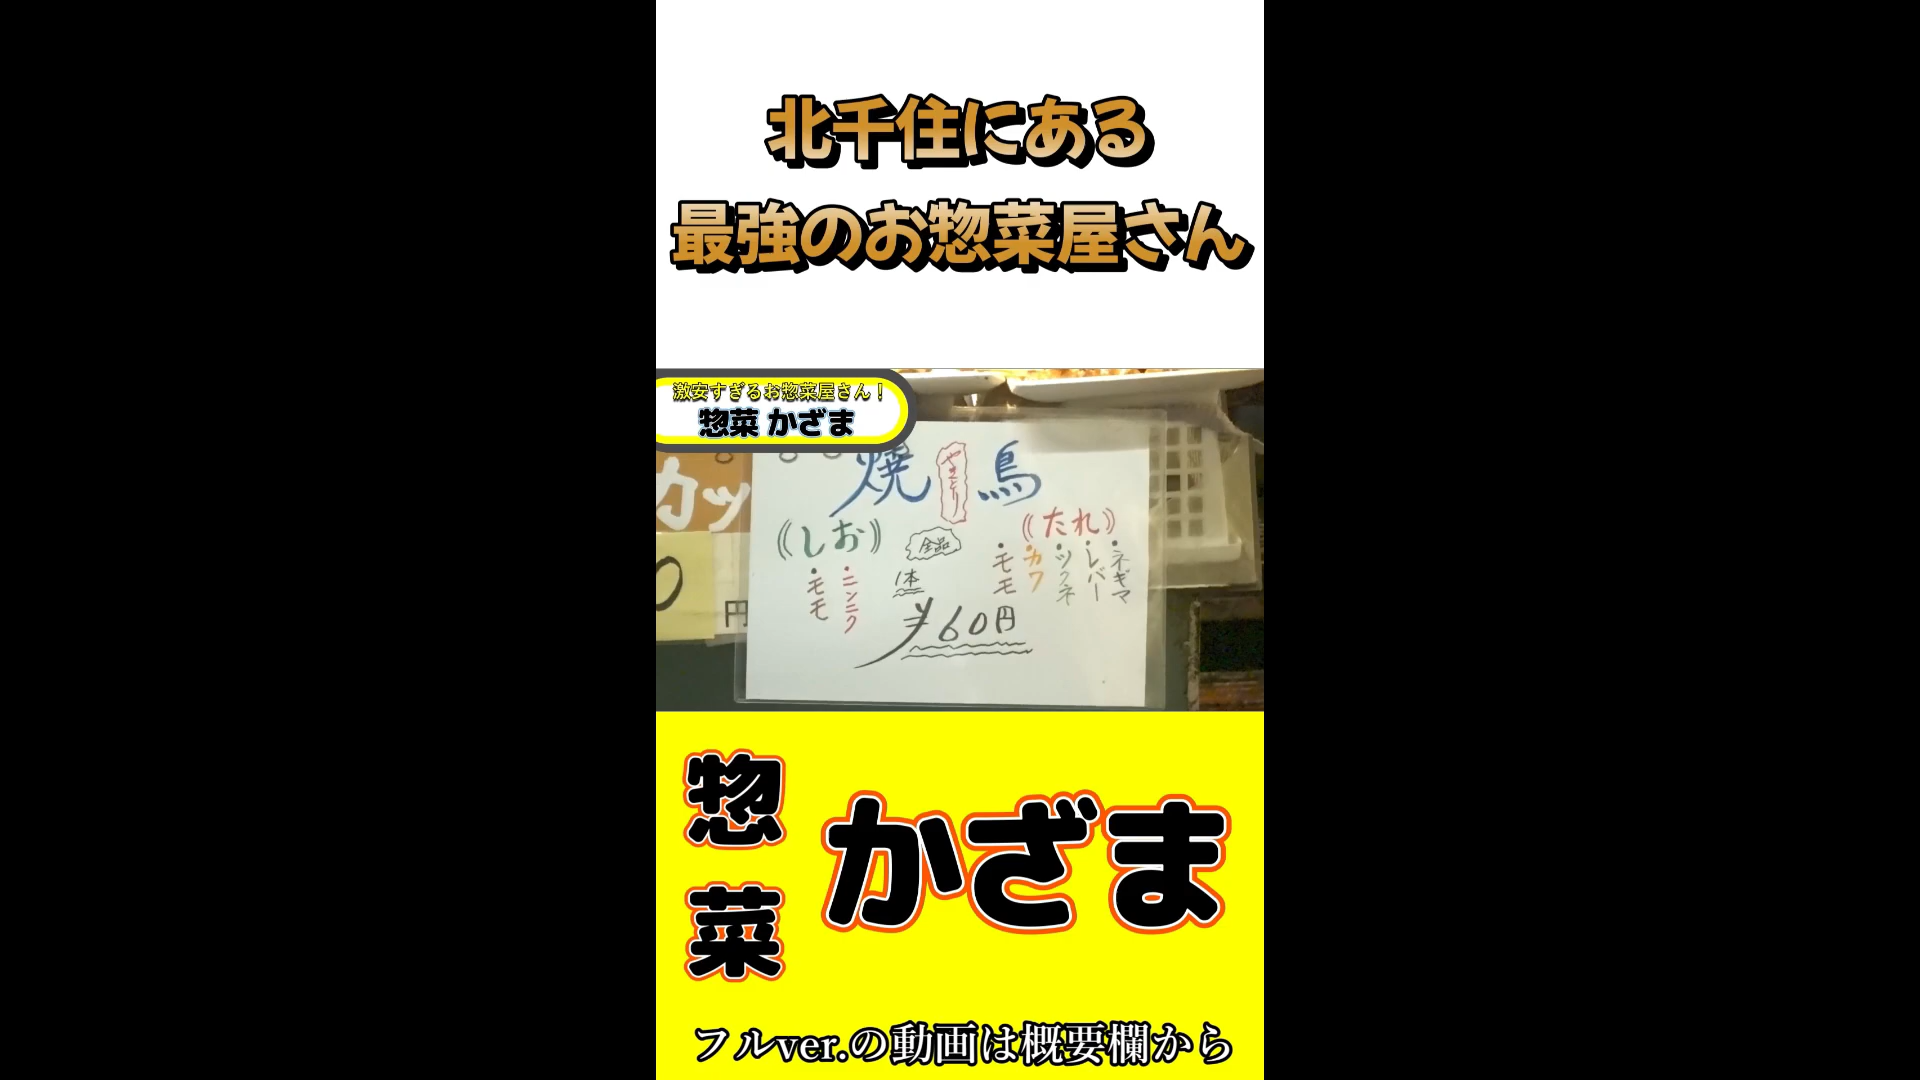 北千住にある
最強のお惣菜屋さん
激安すぎるお惣菜屋さん！
惣菜 かざま
カツ
0
円
焼鳥
やきとり
《しお》
・ニンニク
・モモ
全品
1本
¥60円
《たれ》
・ネギマ
・レバー
・ツクネ
・カワ
・モモ
惣菜
かざま
フルver.の動画は概要欄から